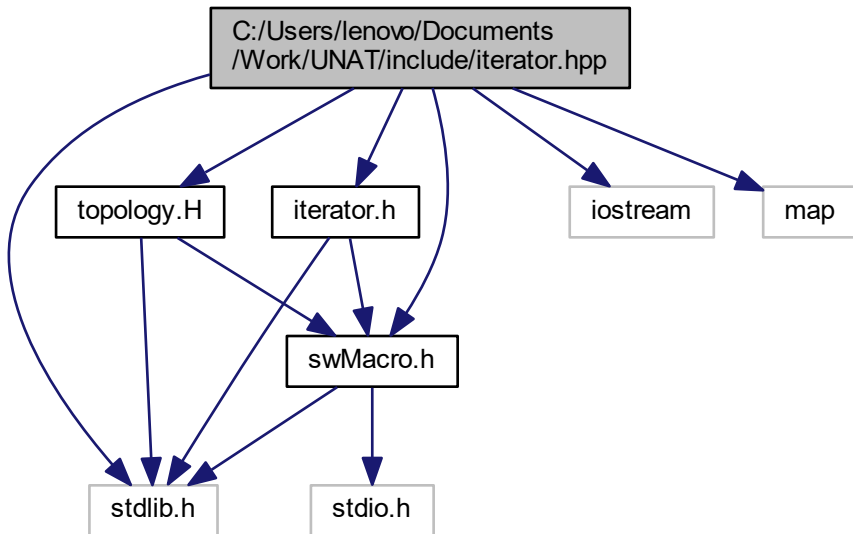 C:/Users/lenovo/Documents
/Work/UNAT/include/iterator.hpp
topology.H
iterator.h
iostream
map
swMacro.h
stdlib.h
stdio.h